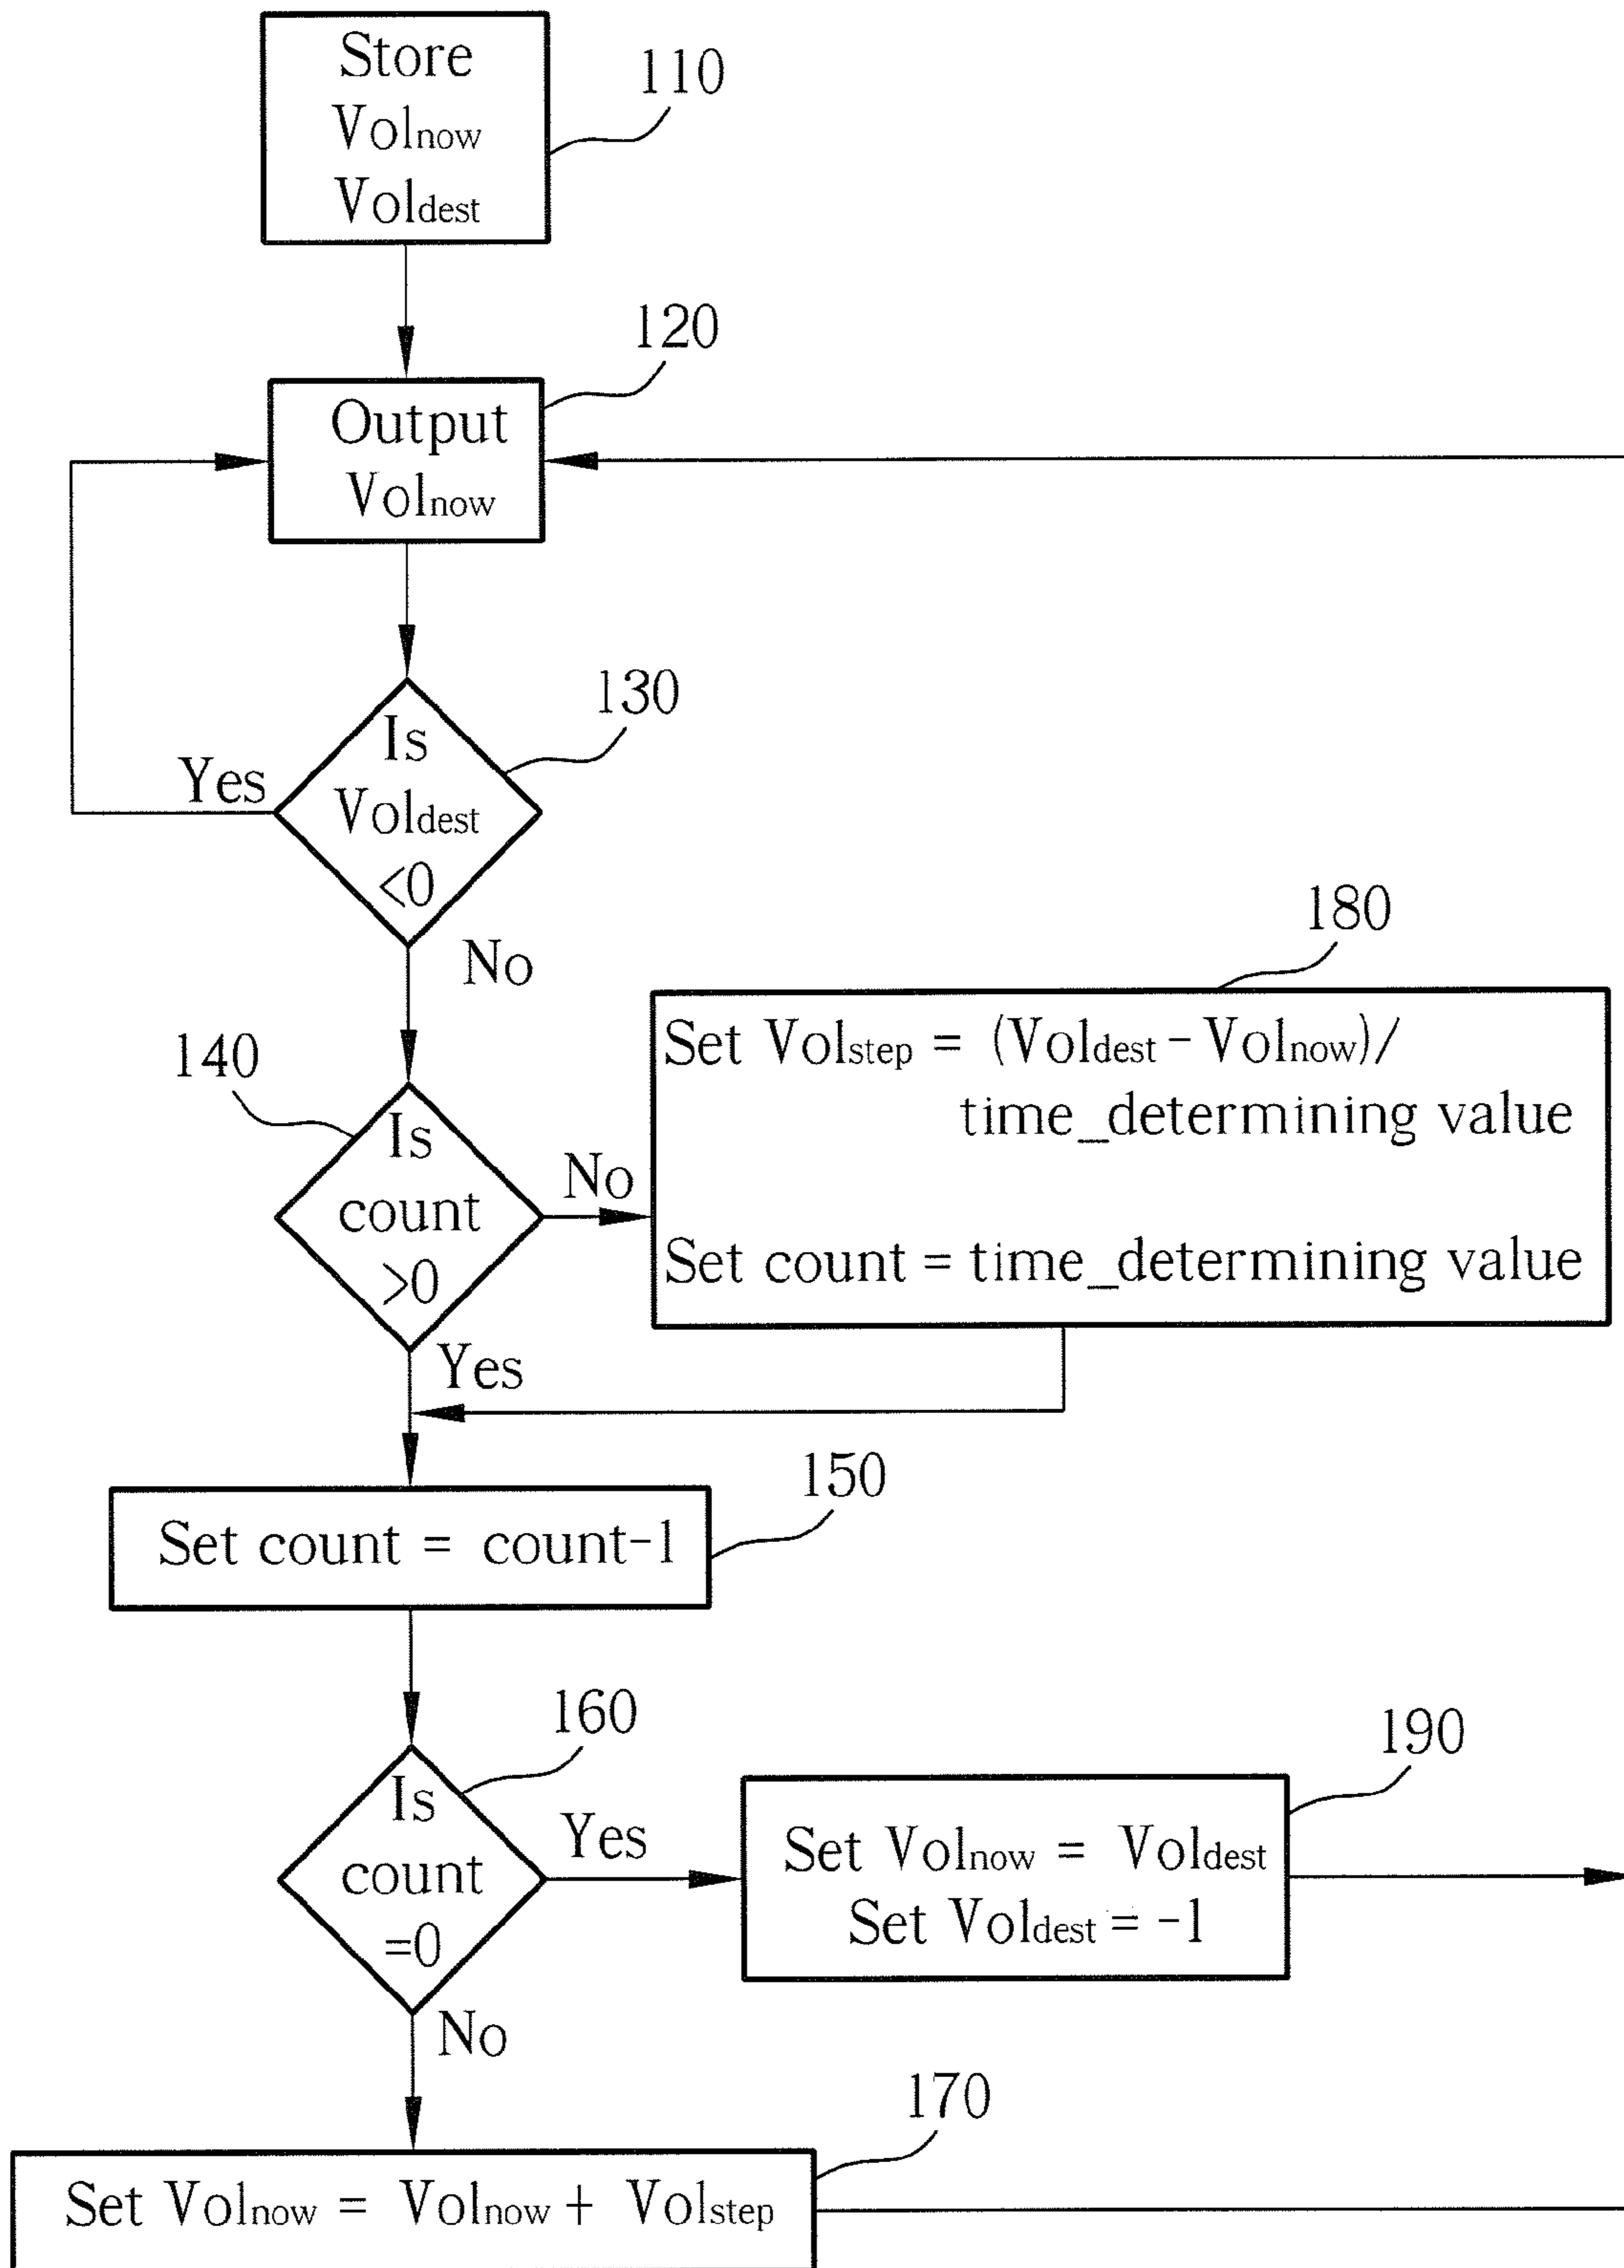 Store
Volnow
Voldest
110
120
Output
Volnow
130
Is
Voldest
<0
Yes
No
180
Set Volstep = (Voldest - Volnow)/
time_determining value
Set count = time_determining value
140
Is
count
>0
No
Yes
150
Set count = count-1
160
Is
count
=0
Yes
190
Set Volnow = Voldest
Set Voldest = -1
No
170
Set Volnow = Volnow + Volstep